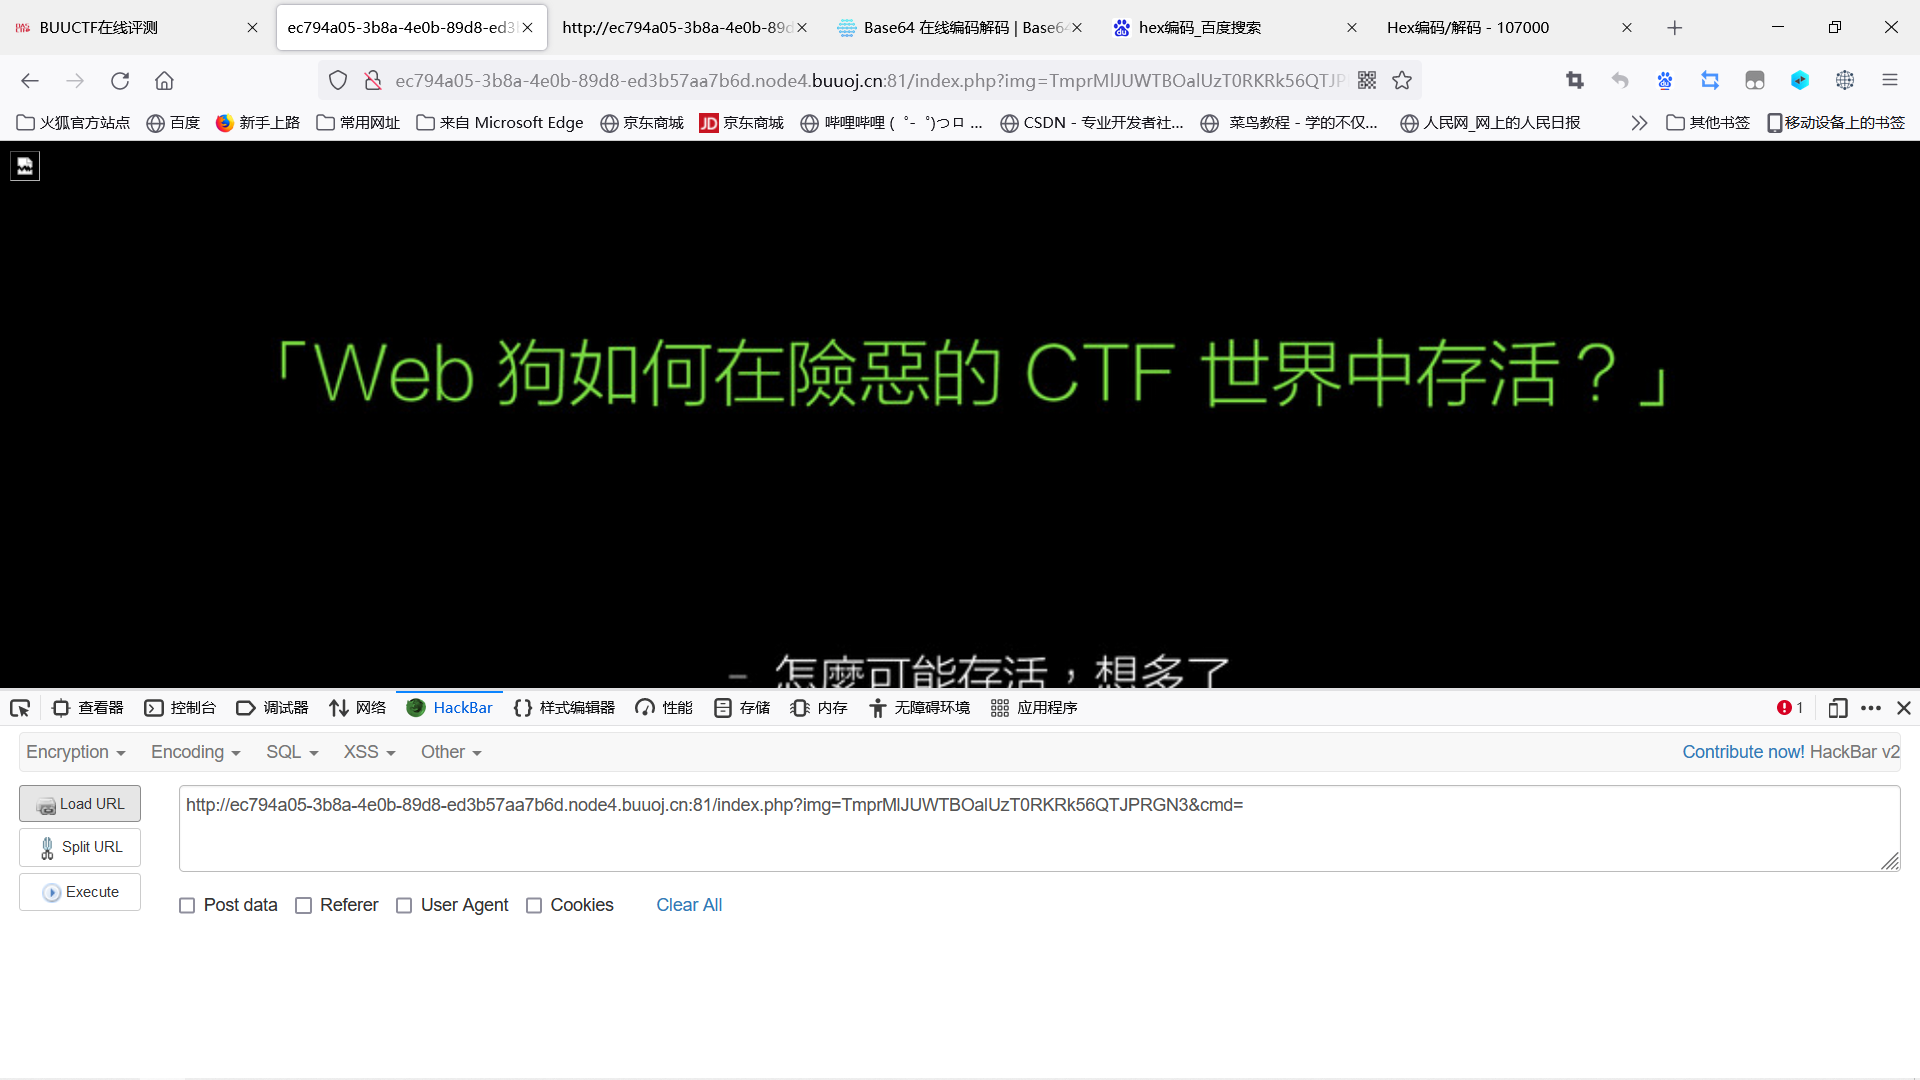 BUUCTF在线评测
ec794a05-3b8a-4e0b-89d8-ed3b
http://ec794a05-3b8a-4e0b-89d
Base64 在线编码解码 | Base64
hex编码_百度搜索
Hex编码/解码 - 107000
ec794a05-3b8a-4e0b-89d8-ed3b57aa7b6d.node4.buuoj.cn:81/index.php?img=TmprMlJUWTBOalUzT0RKRk56QTJP
火狐官方站点
百度
新手上路
常用网址
来自 Microsoft Edge
京东商城
JD 京东商城
哔哩哔哩 ( ゜- ゜)つロ ...
CSDN - 专业开发者社...
菜鸟教程 - 学的不仅...
人民网_网上的人民日报
其他书签
移动设备上的书签
「Web 狗如何在險惡的 CTF 世界中存活？」
- 怎麼可能存活，想多了
查看器
控制台
调试器
网络
HackBar
样式编辑器
性能
存储
内存
无障碍环境
应用程序
1
Encryption
Encoding
SQL
XSS
Other
Contribute now! HackBar v2
Load URL
http://ec794a05-3b8a-4e0b-89d8-ed3b57aa7b6d.node4.buuoj.cn:81/index.php?img=TmprMlJUWTBOalUzT0RKRk56QTJPRGN3&cmd=
Split URL
Execute
Post data
Referer
User Agent
Cookies
Clear All